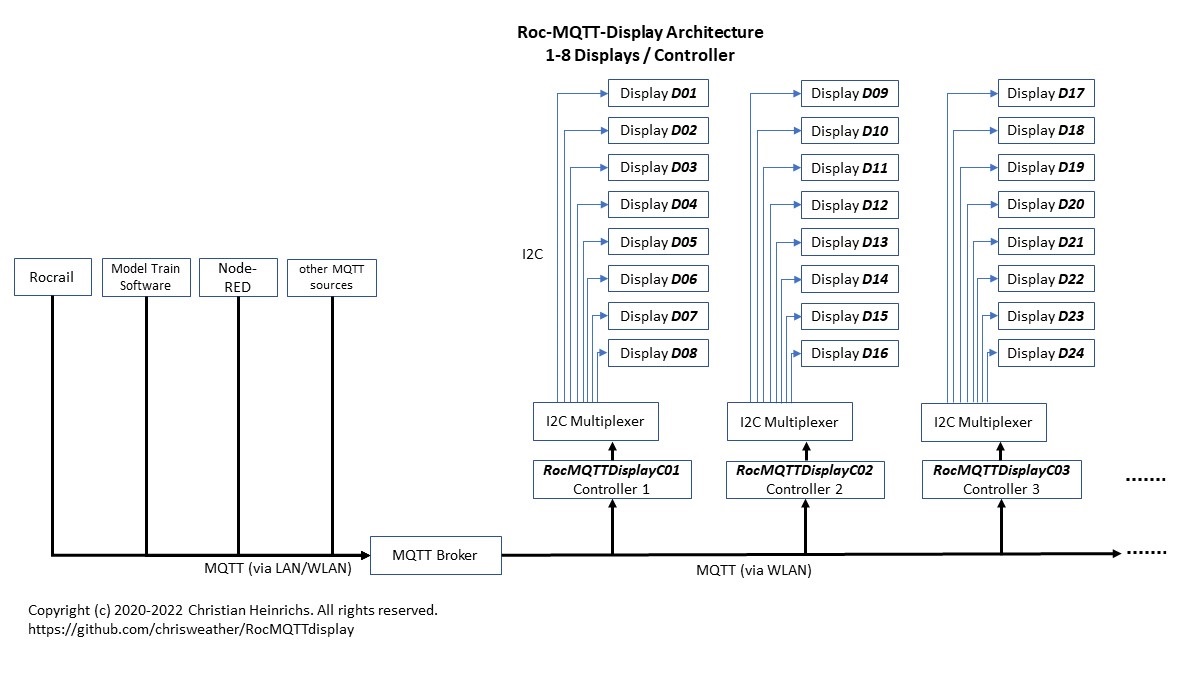 Roc-MQTT-Display Architecture
1-8 Displays / Controller
Display D01
Display D02
Display D03
Display D04
Display D05
Display D06
Display D07
Display D08
Display D09
Display D10
Display D11
Display D12
Display D13
Display D14
Display D15
Display D16
Display D17
Display D18
Display D19
Display D20
Display D21
Display D22
Display D23
Display D24
I2C
Rocrail
Model Train
Software
Node-
RED
other MQTT
sources
I2C Multiplexer
I2C Multiplexer
I2C Multiplexer
RocMQTTDisplayC01
Controller 1
RocMQTTDisplayC02
Controller 2
RocMQTTDisplayC03
Controller 3
.......
MQTT Broker
.......
MQTT (via LAN/WLAN)
MQTT (via WLAN)
Copyright (c) 2020-2022 Christian Heinrichs. All rights reserved.
https://github.com/chrisweather/RocMQTTdisplay